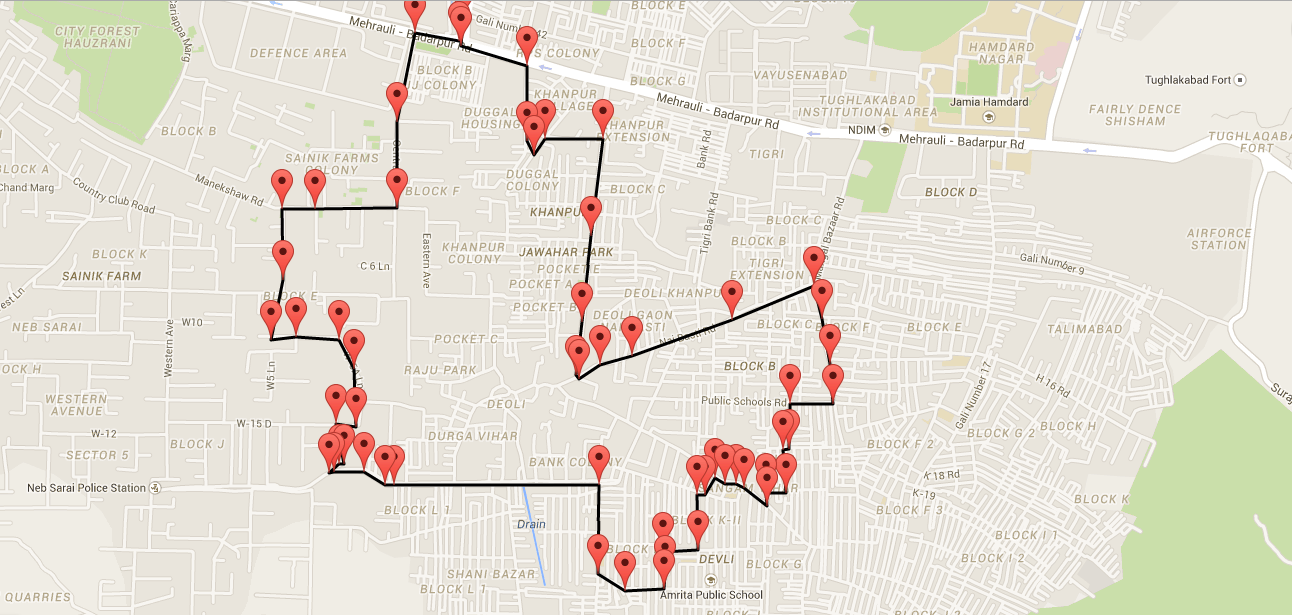 BLOCK E
CITY FOREST
HAUZRANI
Gali Num
42
Mehrauli - Badarpur Rd
DEFENCE AREA
COLONY
BLOCK F
HAMDARD
NAGAR
BLOCK B
COLONY
BLOCK G
VAYUSENABAD
Tughlakabad Fort
KHANPUR
Mehrauli - Badarpur Rd
TUGHLAKABAD
INSTITUTIONAL AREA
Jamia Hamdard
FAIRLY DENCE
SHISHAM
DUGGAL
HOUSING
KHANPUR
EXTENSION
NDIM
Mehrauli - Badarpur Rd
TUGHLAQABA
FORT
BLOCK B
Bank Rd
TIGRI
SAINIK FARMS
COLONY
BLOCK A
DUGGAL
COLONY
Chand Marg
Country Club Road
Manekshaw Rd
BLOCK F
BLOCK C
BLOCK D
KHANPU
BLOCK C
Tigri Bank Rd
Bazaar Rd
AIRFORCE
STATION
BLOCK K
KHANPUR
COLONY
JAWAHAR PARK
BLOCK B
Eastern Ave
C 6 Ln
POCKET E
TIGRI
EXTENSION
Gali Number 9
SAINIK FARM
POCKET A
DEOLI KHANPU
BLOCK E
POCKET B
DEOLI GAON
NEB SARAI
W10
BLOCK C
BLOCK F
BLOCK E
TALIMABAD
Western Ave
POCKET C
Nai Basti Rd
RAJU PARK
BLOCK B
W5 Ln
Gali Number 17
H.16 Rd
WESTERN
AVENUE
DEOLI
Public Schools Rd
W-12
W-15 D
SECTOR 5
BLOCK J
DURGA VIHAR
BLOCK F 2
BLOCK G 2
BLOCK H
BANK COLONY
Neb Sarai Police Station
K'18 Rd
K-19
BLOCK K
BLOCK L 1
Drain
BLOCK K-II
BLOCK F 3
BLOCK I 1
DEVLI
BLOCK G
BLOCK I 2
SHANI BAZAR
BLOCK L 1
QUARRIES
Amrita Public School